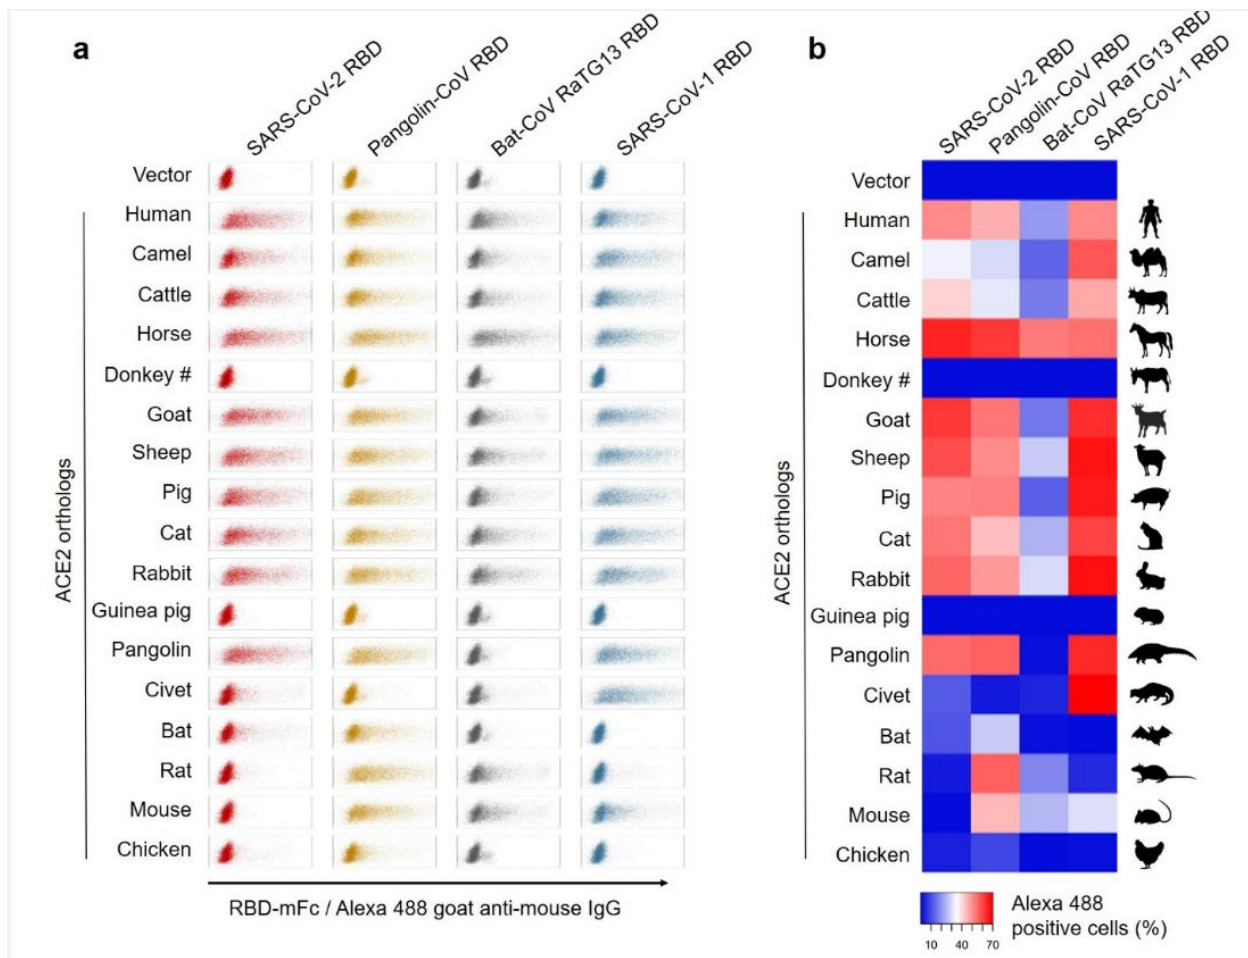 a
SARS-CoV-2 RBD
Pangolin-CoV RBD
Bat-CoV RaTG13 RBD
SARS-CoV-1 RBD
Vector
Human
Camel
Cattle
Horse
Donkey #
Goat
Sheep
Pig
Cat
Rabbit
Guinea pig
Pangolin
Civet
Bat
Rat
Mouse
Chicken
ACE2 orthologs
RBD-mFc / Alexa 488 goat anti-mouse IgG
b
SARS-CoV-2 RBD
Pangolin-CoV RBD
Bat-CoV RaTG13 RBD
SARS-CoV-1 RBD
Vector
Human
Camel
Cattle
Horse
Donkey #
Goat
Sheep
Pig
Cat
Rabbit
Guinea pig
Pangolin
Civet
Bat
Rat
Mouse
Chicken
ACE2 orthologs
10 40 70
Alexa 488
positive cells (%)